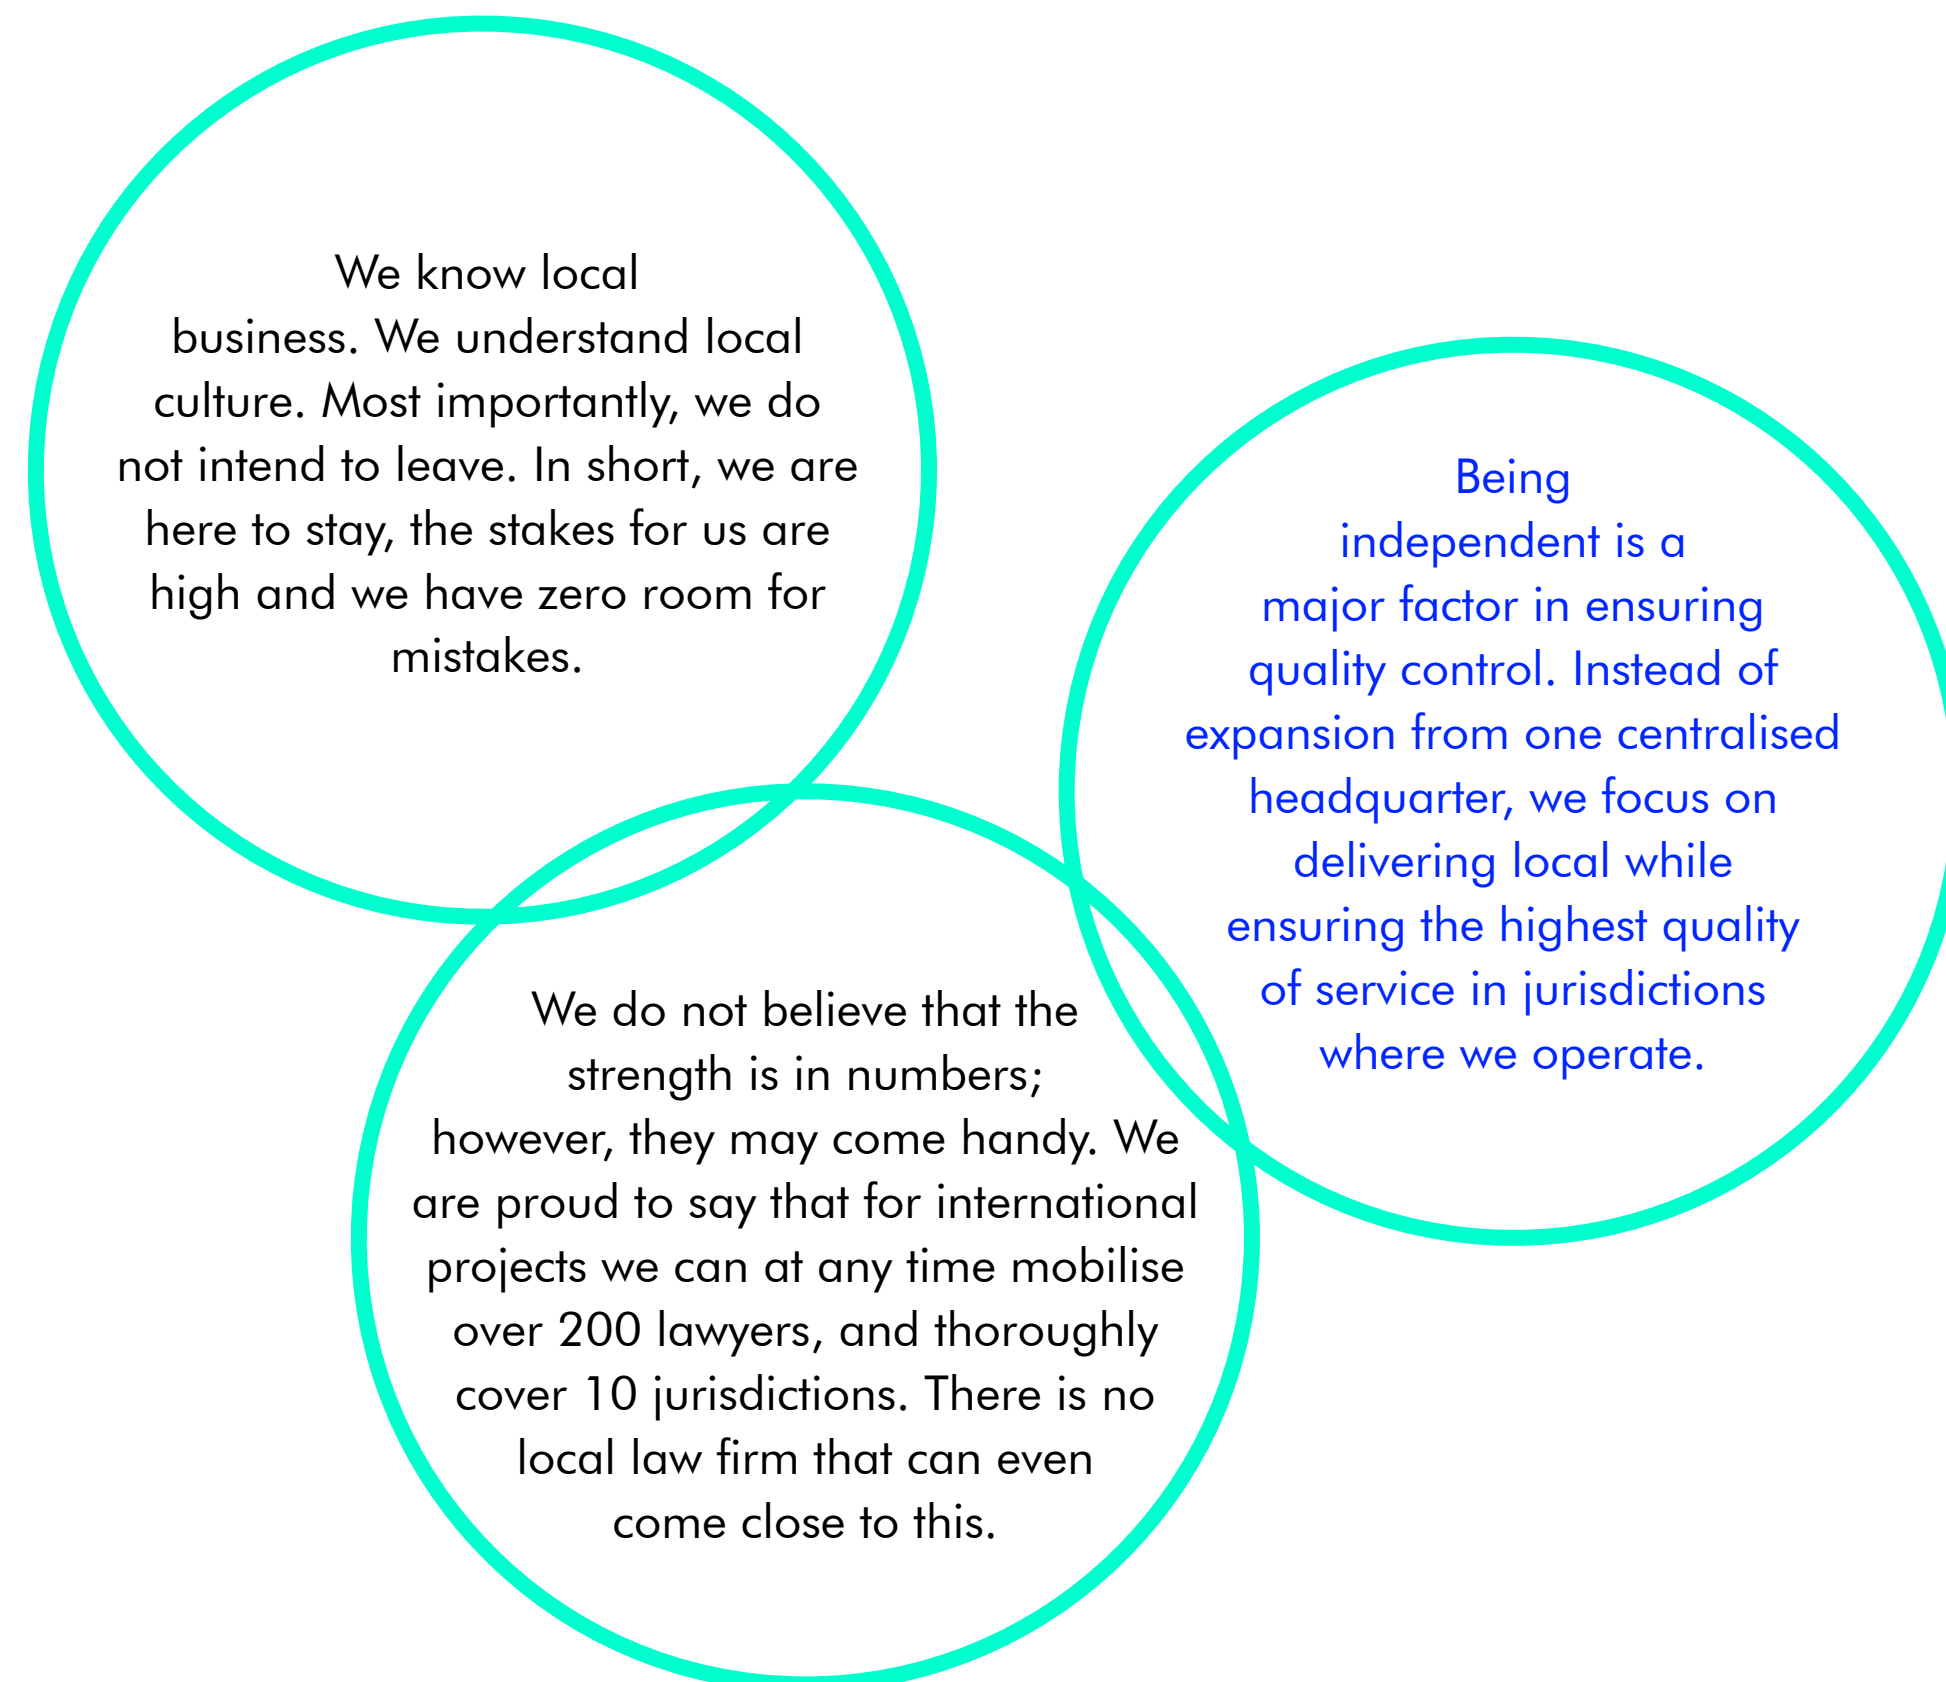 We know local
business. We understand local
culture. Most importantly, we do
not intend to leave. In short, we are
here to stay, the stakes for us are
high and we have zero room for
mistakes.
Being
independent is a
major factor in ensuring
quality control. Instead of
expansion from one centralised
headquarter, we focus on
delivering local while
ensuring the highest quality
of service in jurisdictions
where we operate.
We do not believe that the
strength is in numbers;
however, they may come handy. We
are proud to say that for international
projects we can at any time mobilise
over 200 lawyers, and thoroughly
cover 10 jurisdictions. There is no
local law firm that can even
come close to this.